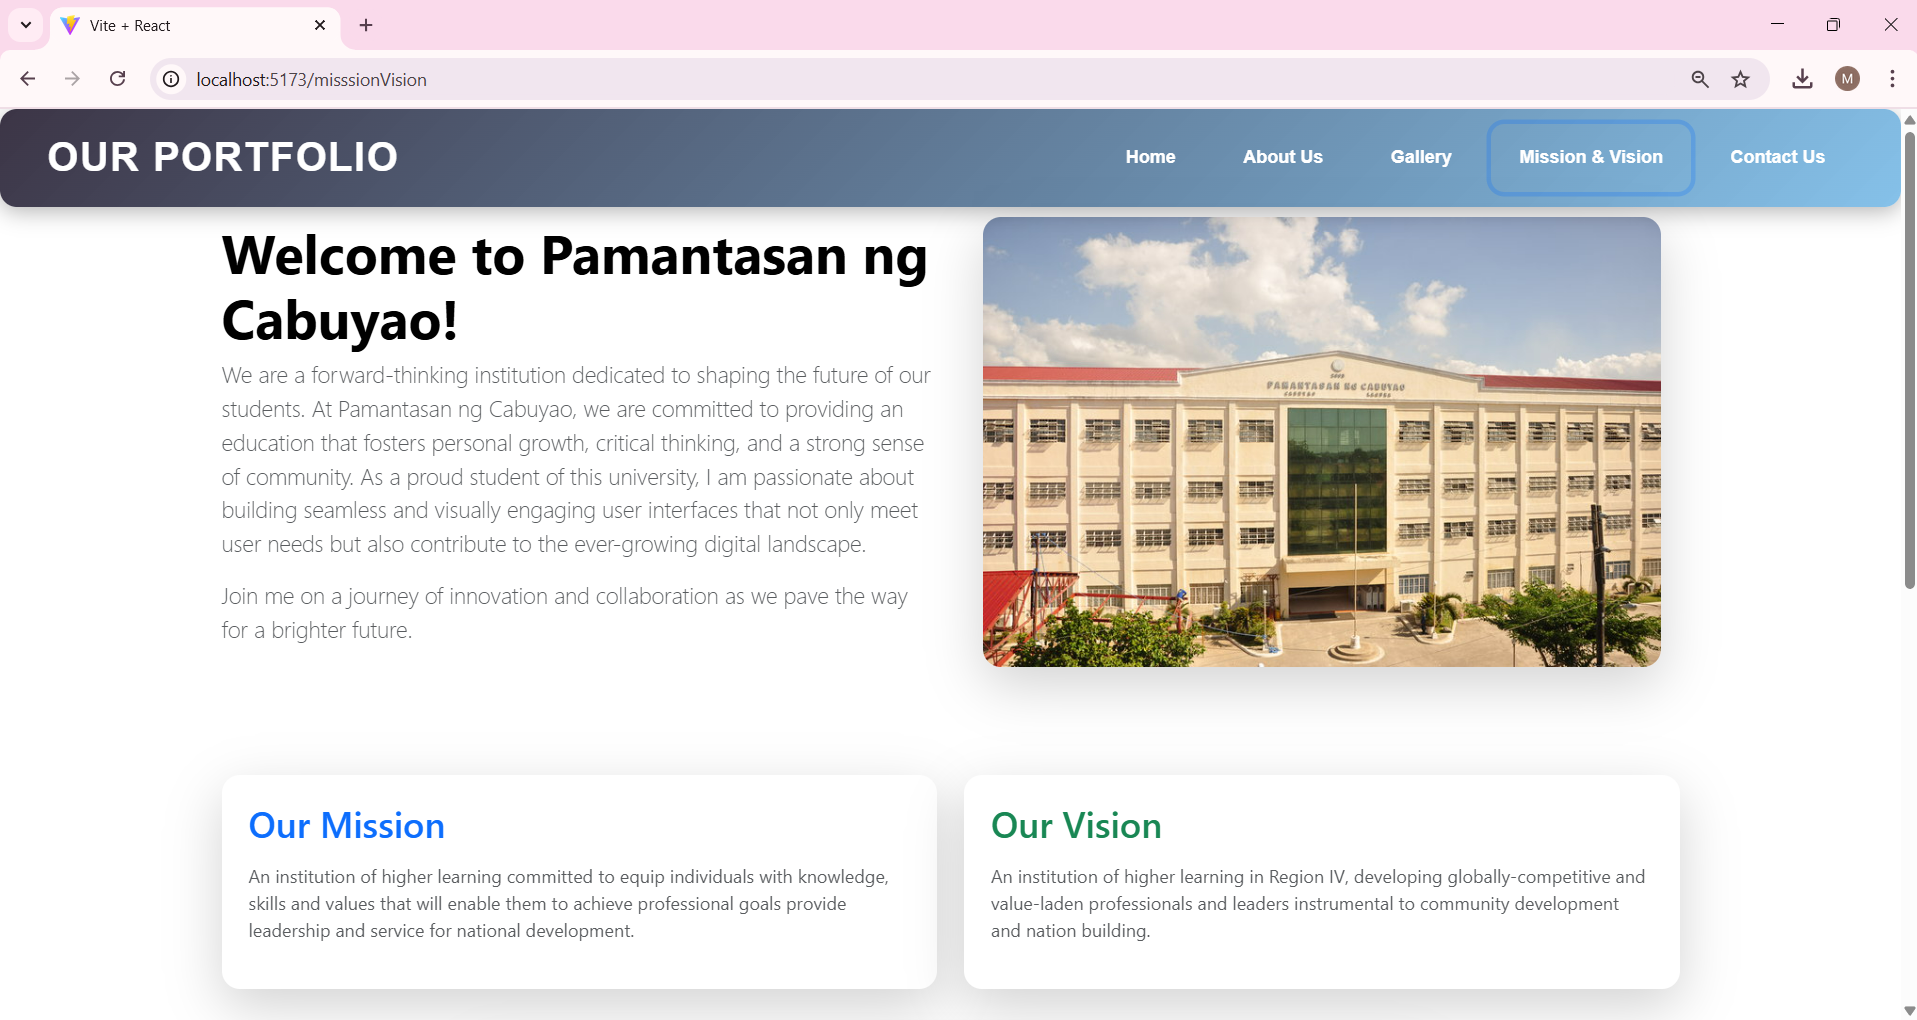 Vite + React
localhost:5173/misssionVision
M
OUR PORTFOLIO
Home
About Us
Gallery
Mission & Vision
Contact Us
Welcome to Pamantasan ng
Cabuyao!
We are a forward-thinking institution dedicated to shaping the future of our
students. At Pamantasan ng Cabuyao, we are committed to providing an
education that fosters personal growth, critical thinking, and a strong sense
of community. As a proud student of this university, I am passionate about
building seamless and visually engaging user interfaces that not only meet
user needs but also contribute to the ever-growing digital landscape.
Join me on a journey of innovation and collaboration as we pave the way
for a brighter future.
PAMANTASAN NG CABUYAO
Our Mission
An institution of higher learning committed to equip individuals with knowledge,
skills and values that will enable them to achieve professional goals provide
leadership and service for national development.
Our Vision
An institution of higher learning in Region IV, developing globally-competitive and
value-laden professionals and leaders instrumental to community development
and nation building.